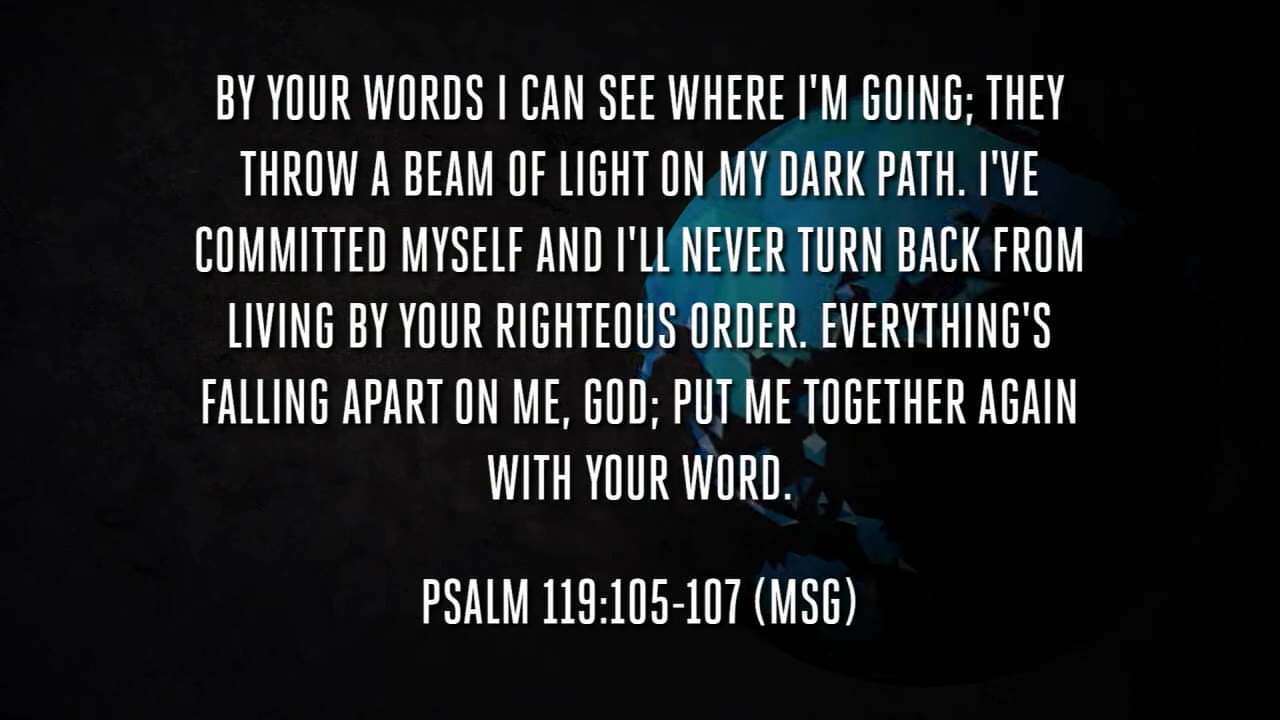 BY YOUR WORDS I CAN SEE WHERE I'M GOING; THEY
THROW A BEAM OF LIGHT ON MY DARK PATH. I'VE
COMMITTED MYSELF AND I'LL NEVER TURN BACK FROM
LIVING BY YOUR RIGHTEOUS ORDER. EVERYTHING'S
FALLING APART ON ME, GOD; PUT ME TOGETHER AGAIN
WITH YOUR WORD.
PSALM 119:105-107 (MSG)